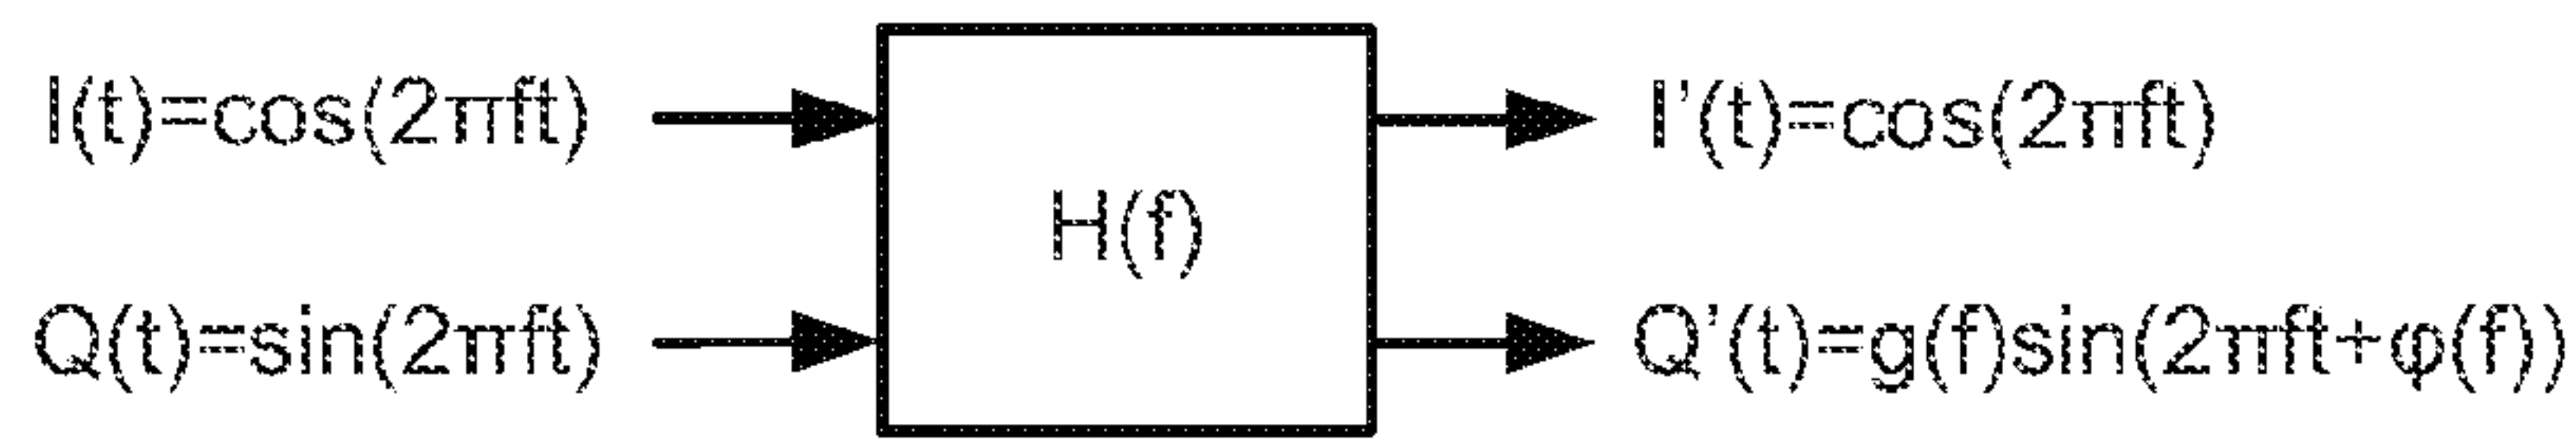 I(t)=cos(2πft)
I’(t)=cos(2πft)
H(f)
Q(t)=sin(2πft)
Q’(t)=g(f)sin(2πft+φ(f))